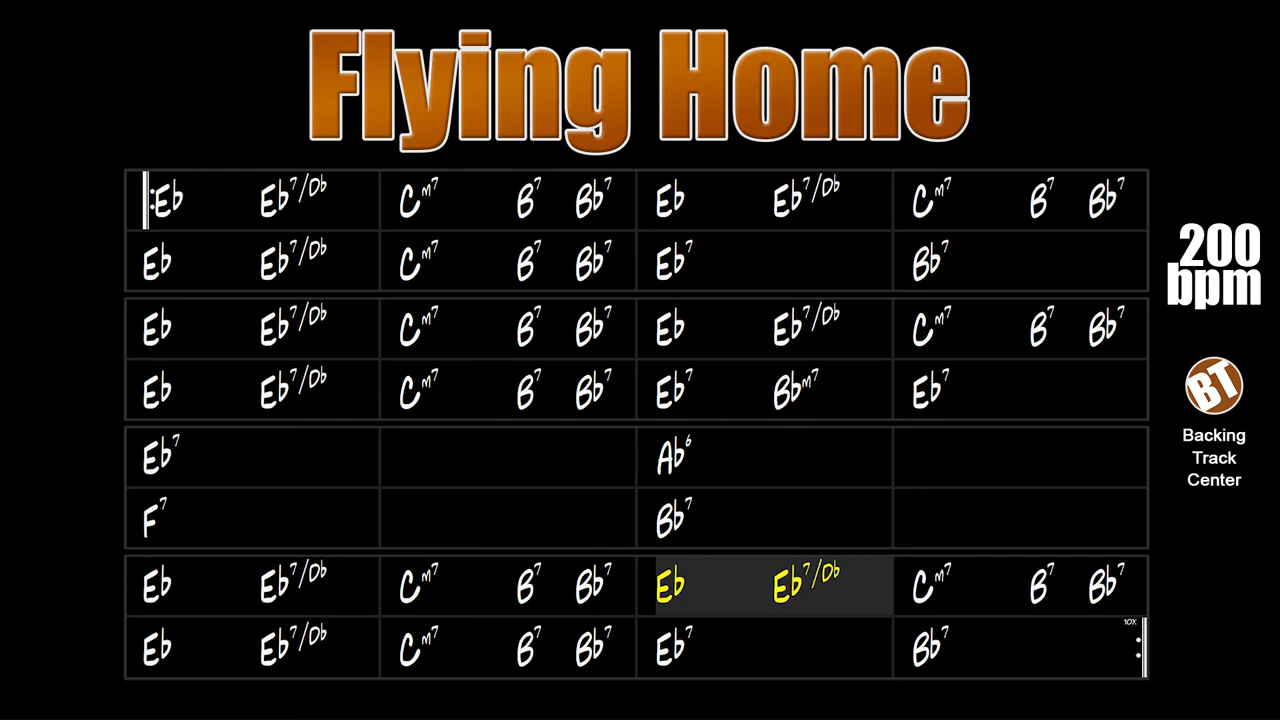 Flying Home
Eb Eb7/Db Cm7 B7 Bb7 Eb Eb7/Db Cm7 B7 Bb7
Eb Eb7/Db Cm7 B7 Bb7 Eb7 Bb7
Eb Eb7/Db Cm7 B7 Bb7 Eb Eb7/Db Cm7 B7 Bb7
Eb Eb7/Db Cm7 B7 Bb7 Eb7 Bbm7 Eb7
Eb7 Ab6
F7 Bb7
Eb Eb7/Db Cm7 B7 Bb7 Eb Eb7/Db Cm7 B7 Bb7
10X
Eb Eb7/Db Cm7 B7 Bb7 Eb7 Bb7
200
bpm
BT
Backing
Track
Center